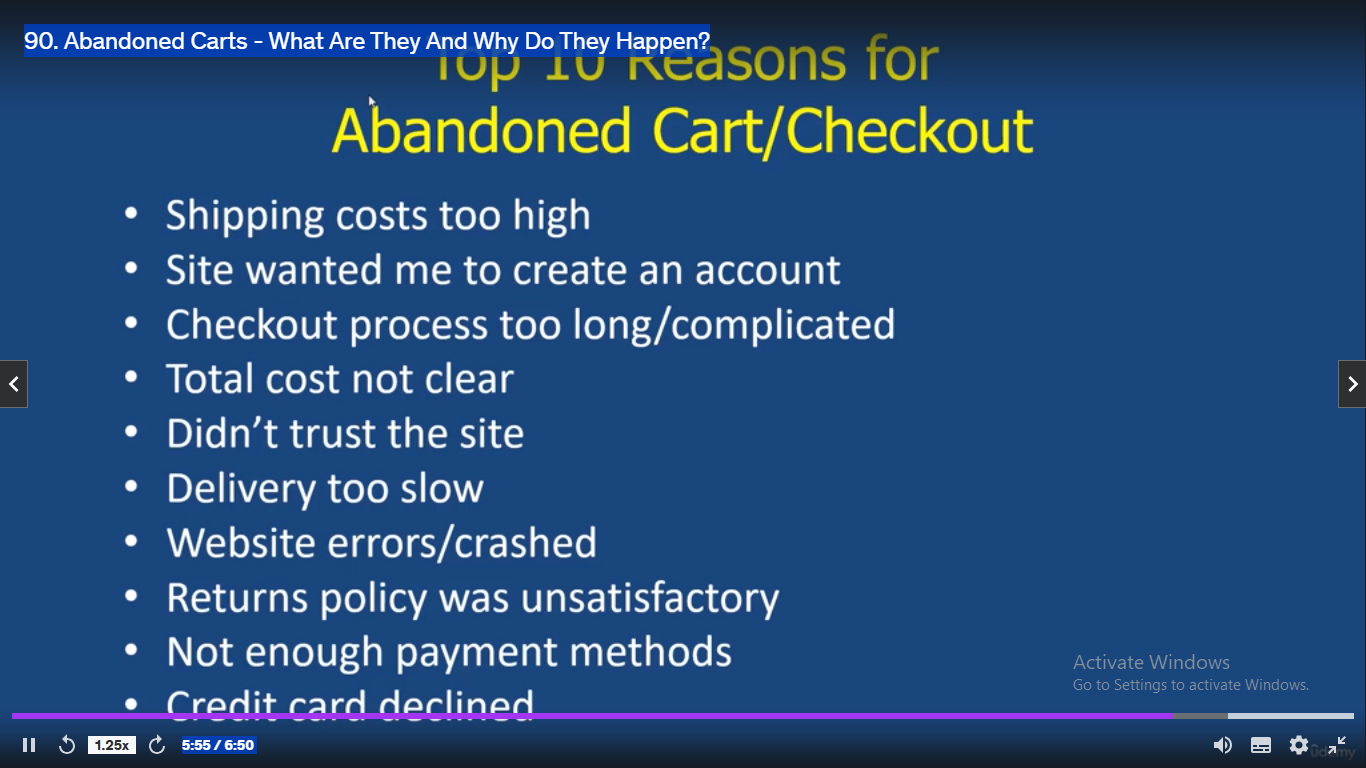 90. Abandoned Carts - What Are They And Why Do They Happen?
Top 10 Reasons for
Abandoned Cart/Checkout
• Shipping costs too high
• Site wanted me to create an account
• Checkout process too long/complicated
• Total cost not clear
• Didn’t trust the site
• Delivery too slow
• Website errors/crashed
• Returns policy was unsatisfactory
• Not enough payment methods
• Credit card declined
Activate Windows
Go to Settings to activate Windows.
1.25x
5:55 / 6:50
ûdemy